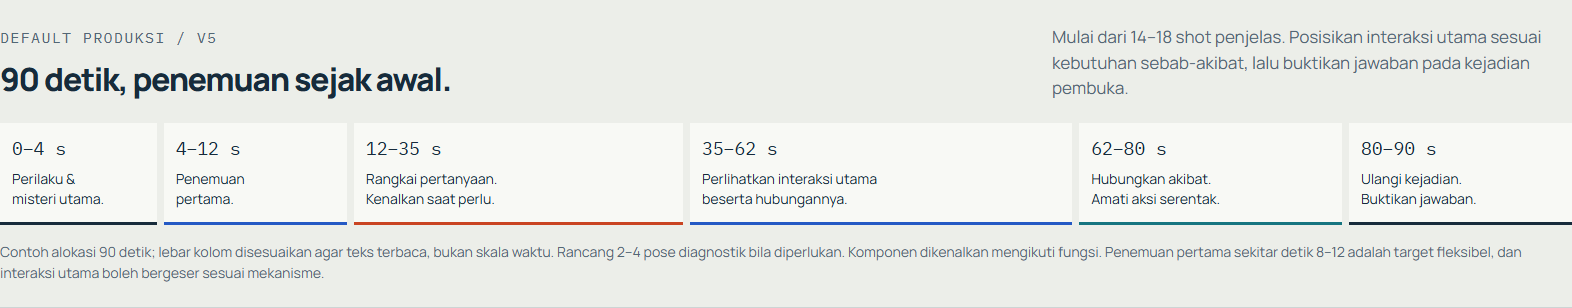 DEFAULT PRODUKSI / V5
90 detik, penemuan sejak awal.
Mulai dari 14–18 shot penjelas. Posisikan interaksi utama sesuai
kebutuhan sebab-akibat, lalu buktikan jawaban pada kejadian
pembuka.
0–4 s
Perilaku &
misteri utama.
4–12 s
Penemuan
pertama.
12–35 s
Rangkai pertanyaan.
Kenalkan saat perlu.
35–62 s
Perlihatkan interaksi utama
beserta hubungannya.
62–80 s
Hubungkan akibat.
Amati aksi serentak.
80–90 s
Ulangi kejadian.
Buktikan jawaban.
Contoh alokasi 90 detik; lebar kolom disesuaikan agar teks terbaca, bukan skala waktu. Rancang 2–4 pose diagnostik bila diperlukan. Komponen dikenalkan mengikuti fungsi. Penemuan pertama sekitar detik 8–12 adalah target fleksibel, dan
interaksi utama boleh bergeser sesuai mekanisme.